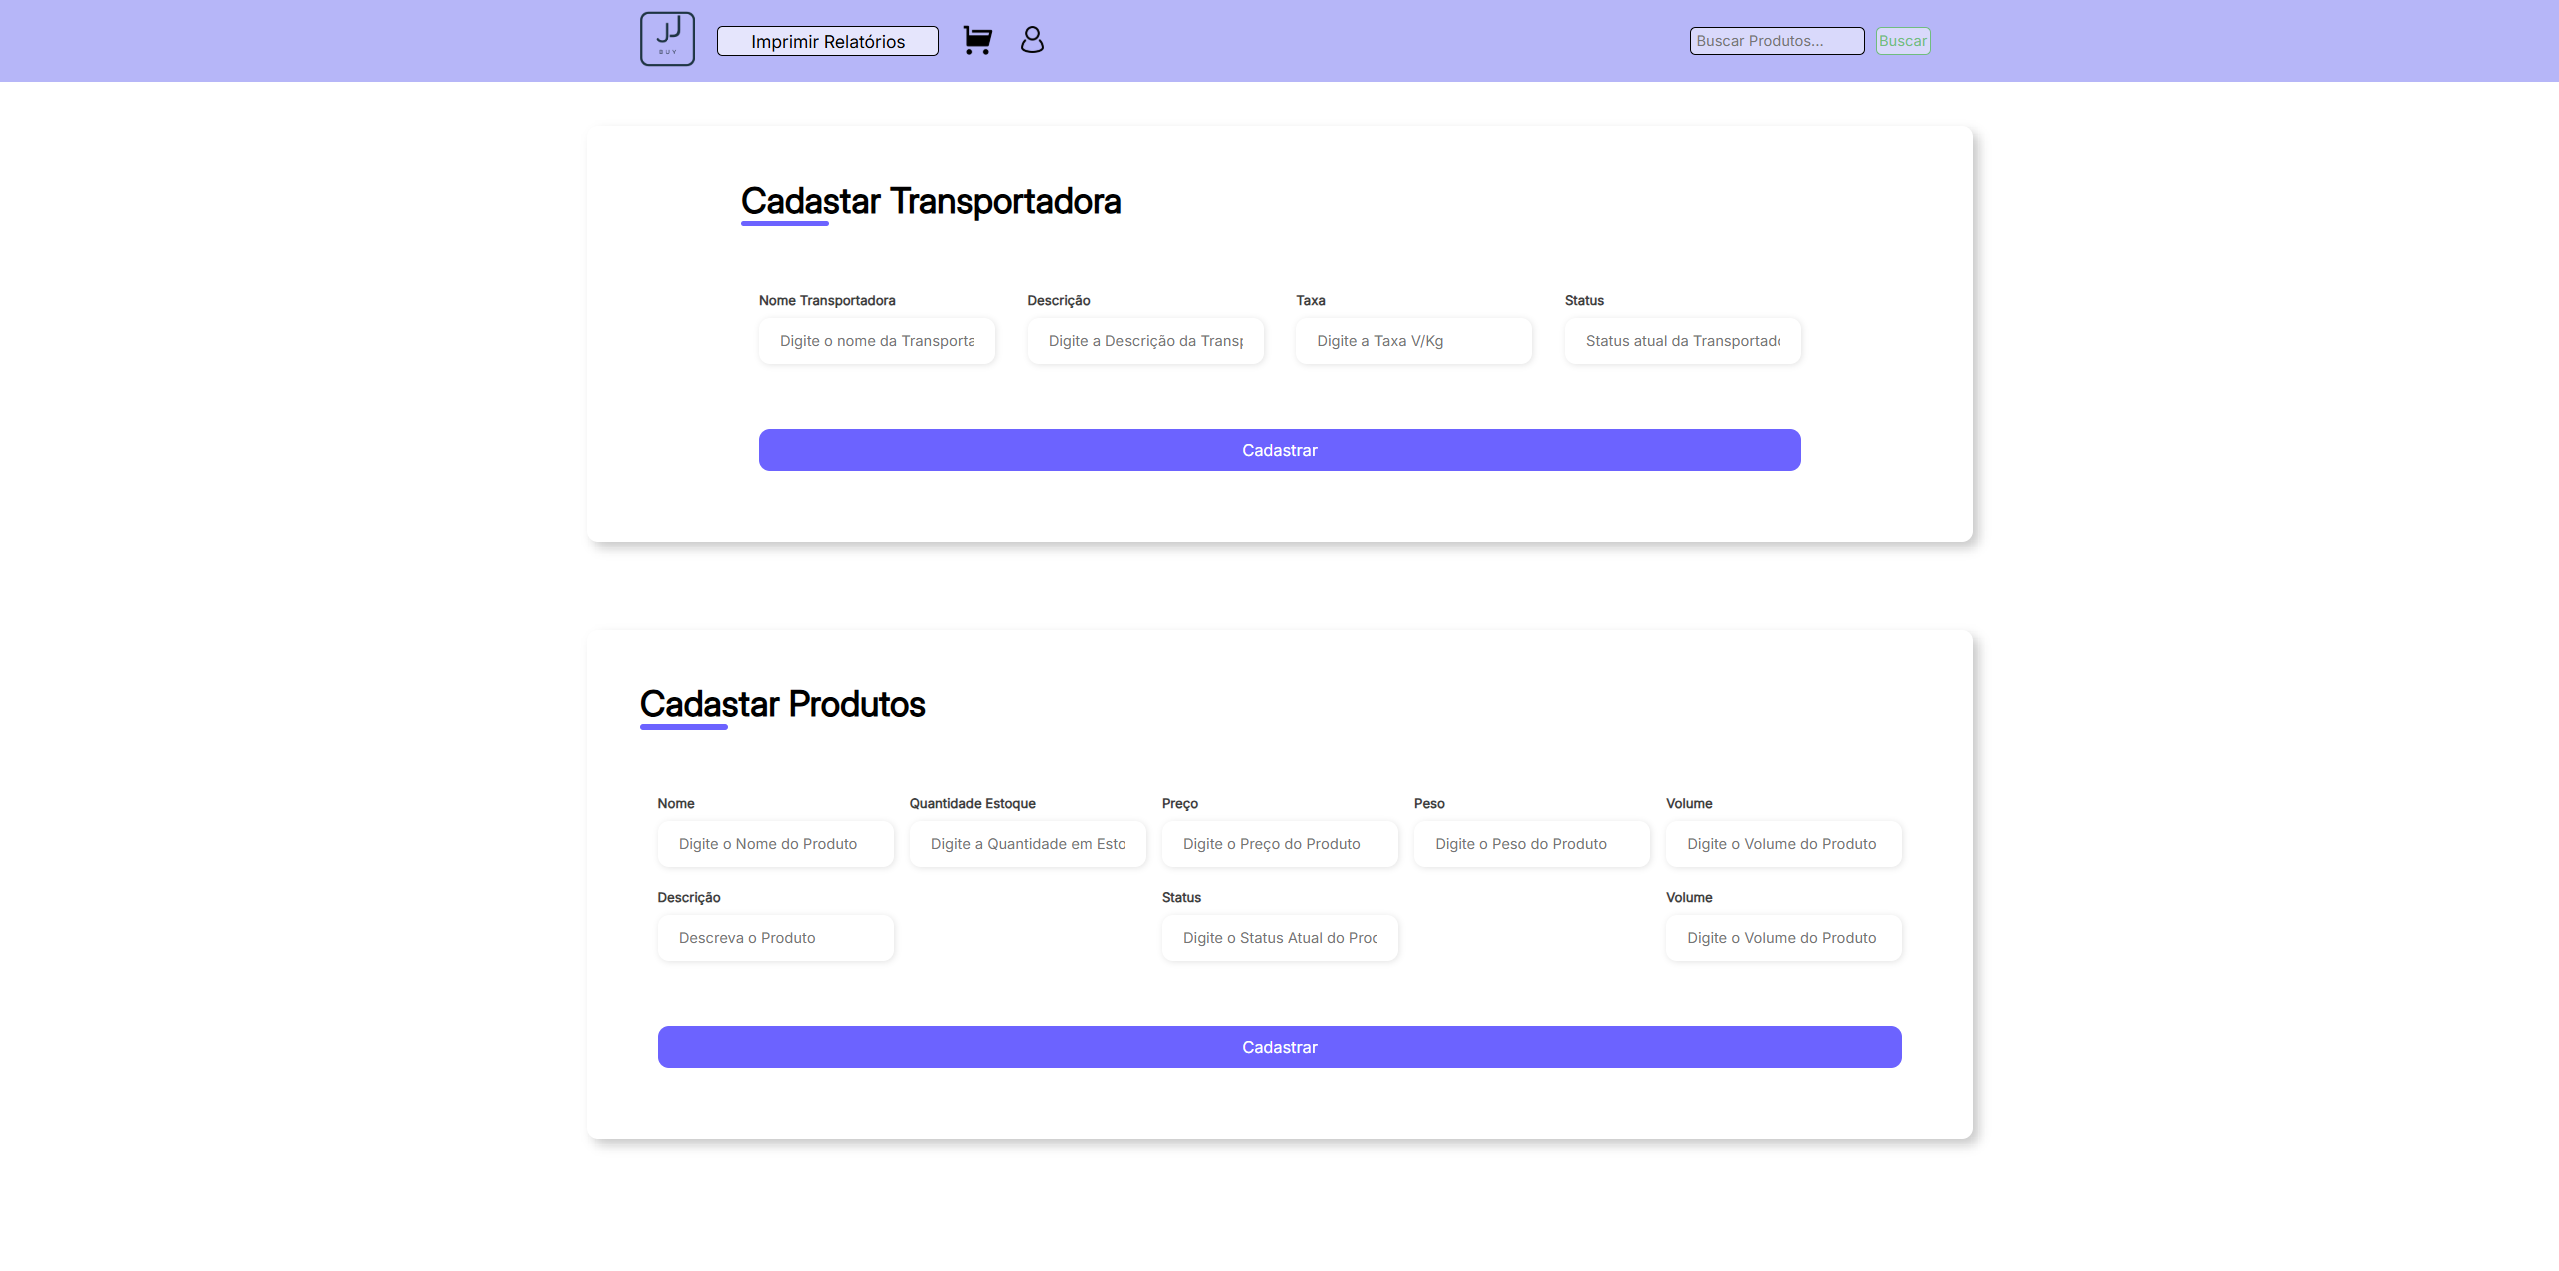 JJ
BUY
Imprimir Relatórios
Buscar Produtos...
Buscar
Cadastar Transportadora
Nome Transportadora
Descrição
Taxa
Status
Digite o nome da Transporta
Digite a Descrição da Transp
Digite a Taxa V/Kg
Status atual da Transportado
Cadastrar
Cadastar Produtos
Nome
Quantidade Estoque
Preço
Peso
Volume
Digite o Nome do Produto
Digite a Quantidade em Esto
Digite o Preço do Produto
Digite o Peso do Produto
Digite o Volume do Produto
Descrição
Status
Volume
Descreva o Produto
Digite o Status Atual do Prod
Digite o Volume do Produto
Cadastrar